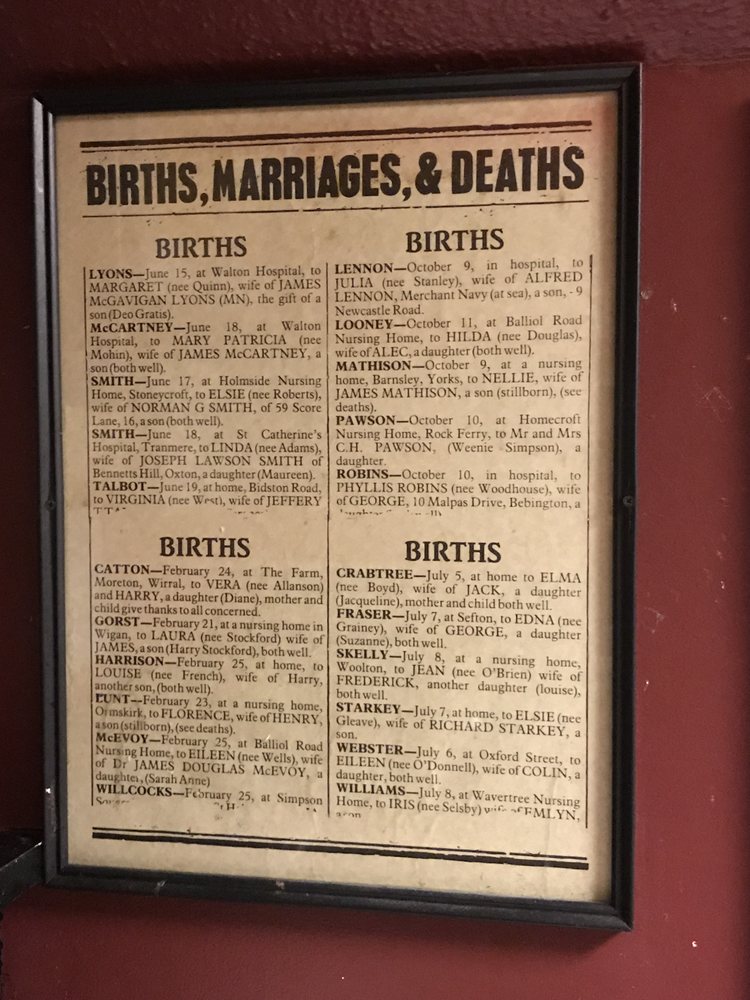 BIRTHS, MARRIAGES, & DEATHS
BIRTHS
LYONS—June 15, at Walton Hospital, to
MARGARET (nee Quinn), wife of JAMES
McGAVIGAN LYONS (MN), the gift of a
son (Deo Gratis).
McCARTNEY—June 18, at Walton
Hospital, to MARY PATRICIA (nee
Mohin), wife of JAMES McCARTNEY, a
son (both well).
SMITH—June 17, at Holmside Nursing
Home, Stoneycroft, to ELSIE (nee Roberts),
wife of NORMAN G SMITH, of 59 Score
Lane, 16, a son (both well).
SMITH—June 18, at St Catherine's
Hospital, Tranmere, to LINDA (nee Adams),
wife of JOSEPH LAWSON SMITH of
Bennetts Hill, Oxton, a daughter (Maureen).
TALBOT—June 19, at home, Bidston Road,
to VIRGINIA (nee West), wife of JEFFERY
BIRTHS
LENNON—October 9, in hospital, to
JULIA (nee Stanley), wife of ALFRED
LENNON, Merchant Navy (at sea), a son, - 9
Newcastle Road.
LOONEY—October 11, at Balliol Road
Nursing Home, to HILDA (nee Douglas),
wife of ALEC, a daughter (both well).
MATHISON—October 9, at a nursing
home, Barnsley, Yorks, to NELLIE, wife of
JAMES MATHISON, a son (stillborn), (see
deaths).
PAWSON—October 10, at Homecroft
Nursing Home, Rock Ferry, to Mr and Mrs
C.H. PAWSON, (Weenie Simpson), a
daughter.
ROBINS—October 10, in hospital, to
PHYLLIS ROBINS (nee Woodhouse), wife
of GEORGE, 10 Malpas Drive, Bebington, a
BIRTHS
CATTON—February 24, at The Farm,
Moreton, Wirral, to VERA (nee Allanson)
and HARRY, a daughter (Diane), mother and
child give thanks to all concerned.
GORST—February 21, at a nursing home in
Wigan, to LAURA (nee Stockford) wife of
JAMES, a son (Harry Stockford), both well.
HARRISON—February 25, at home, to
LOUISE (nee French), wife of Harry,
another son, (both well).
LUNT—February 23, at a nursing home,
Ormskirk, to FLORENCE, wife of HENRY,
a son (stillborn), (see deaths).
McEVOY—February 25, at Balliol Road
Nursing Home, to EILEEN (nee Wells), wife
of Dr JAMES DOUGLAS McEVOY, a
daughter, (Sarah Anne)
WILLCOCKS—February 25, at Simpson
BIRTHS
CRABTREE—July 5, at home to ELMA
(nee Boyd), wife of JACK, a daughter
(Jacqueline), mother and child both well.
FRASER—July 7, at Sefton, to EDNA (nee
Grainey), wife of GEORGE, a daughter
(Suzanne), both well.
SKELLY—July 8, at a nursing home,
Woolton, to JEAN (nee O'Brien) wife of
FREDERICK, another daughter (louise),
both well.
STARKEY—July 7, at home, to ELSIE (nee
Gleave), wife of RICHARD STARKEY, a
son.
WEBSTER—July 6, at Oxford Street, to
EILEEN (nee O'Donnell), wife of COLIN, a
daughter, both well.
WILLIAMS—July 8, at Wavertree Nursing
Home, to IRIS (nee Selsby) wife of EMLYN,
a son